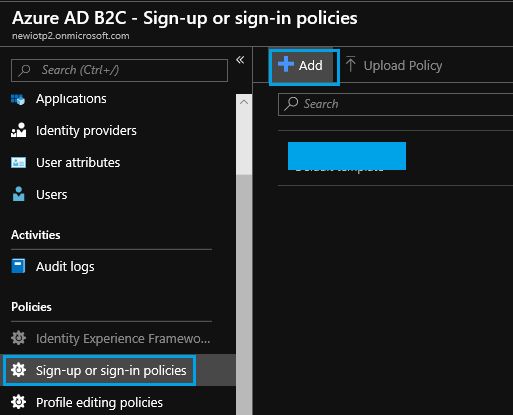 Azure AD B2C - Sign-up or sign-in policies
newiotp2.onmicrosoft.com
Search (Ctrl+/)
«
Applications
Identity providers
User attributes
Users
Activities
Audit logs
Policies
Identity Experience Framewo...
Sign-up or sign-in policies
Profile editing policies
Add
Upload Policy
Search
Default template